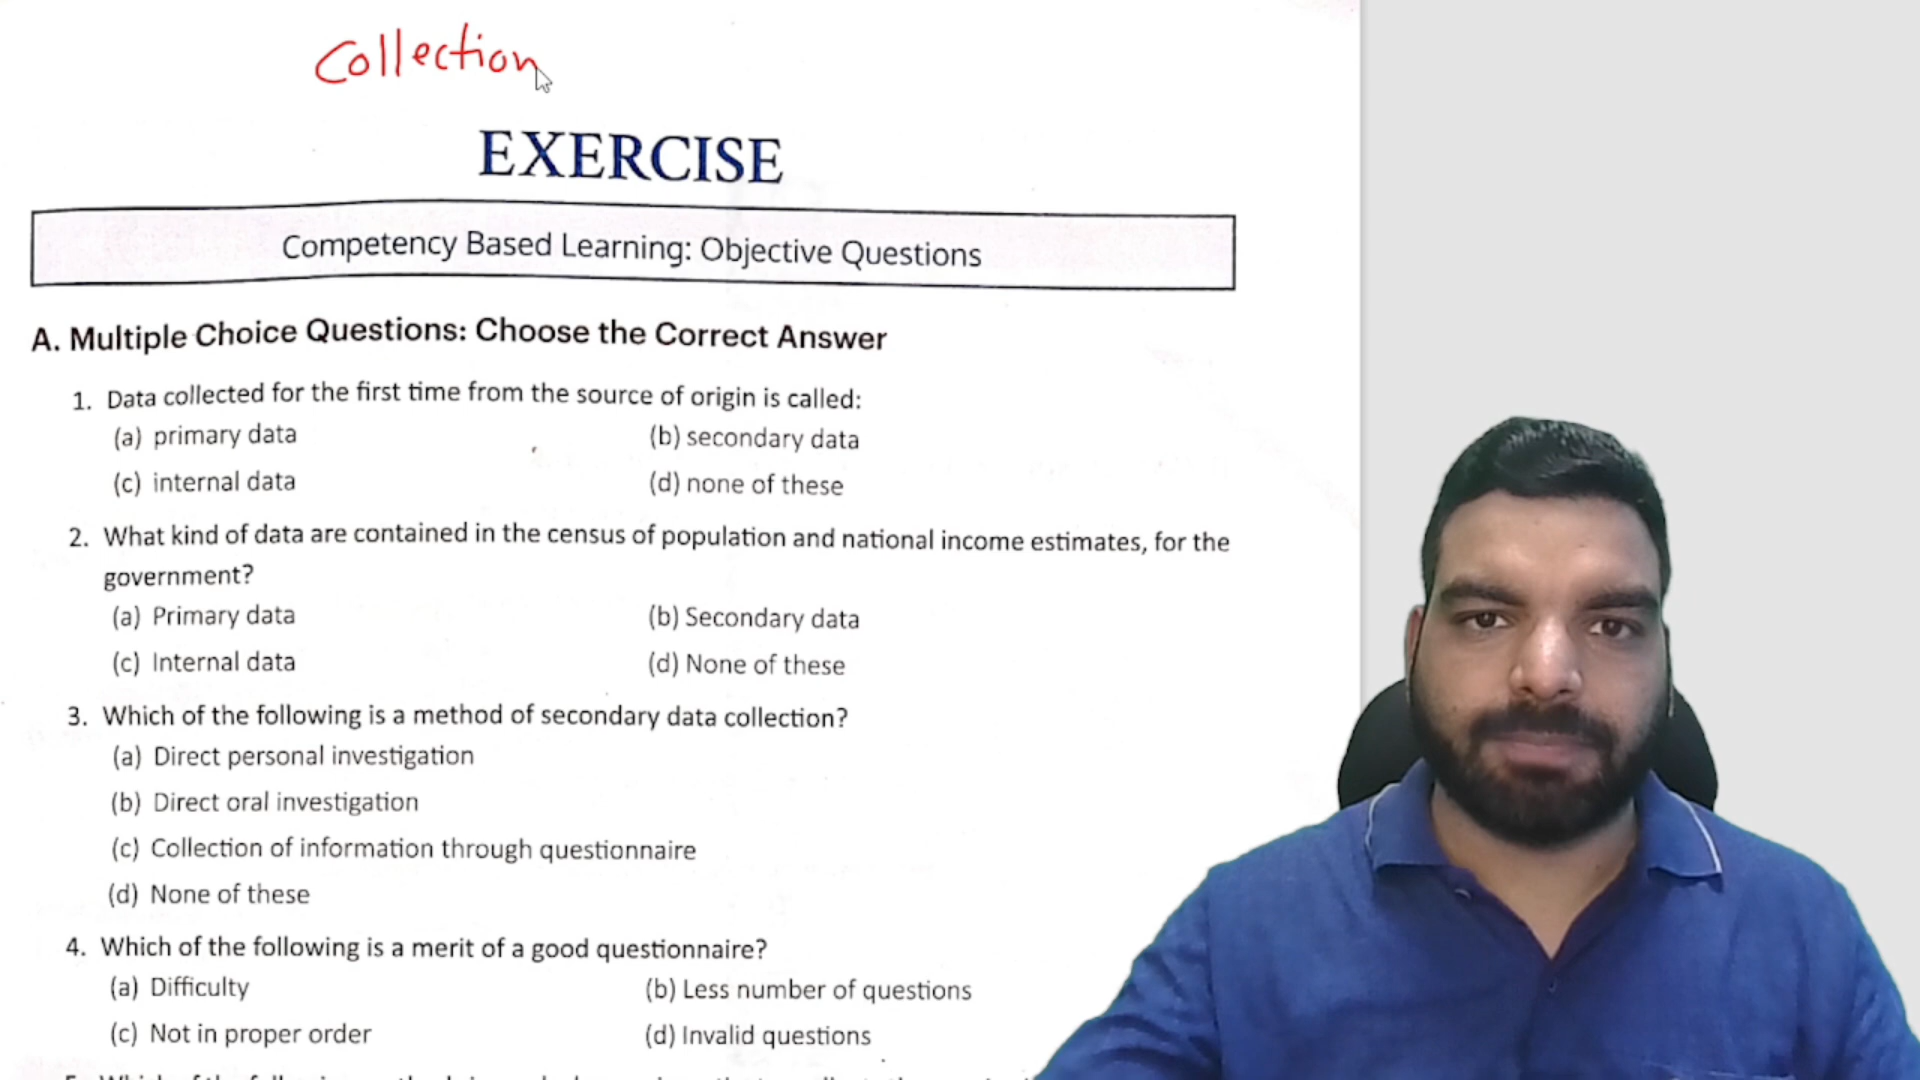 Collection
EXERCISE
Competency Based Learning: Objective Questions
A. Multiple Choice Questions: Choose the Correct Answer
1. Data collected for the first time from the source of origin is called:
(a) primary data (b) secondary data
(c) internal data (d) none of these
2. What kind of data are contained in the census of population and national income estimates, for the
government?
(a) Primary data (b) Secondary data
(c) Internal data (d) None of these
3. Which of the following is a method of secondary data collection?
(a) Direct personal investigation
(b) Direct oral investigation
(c) Collection of information through questionnaire
(d) None of these
4. Which of the following is a merit of a good questionnaire?
(a) Difficulty (b) Less number of questions
(c) Not in proper order (d) Invalid questions